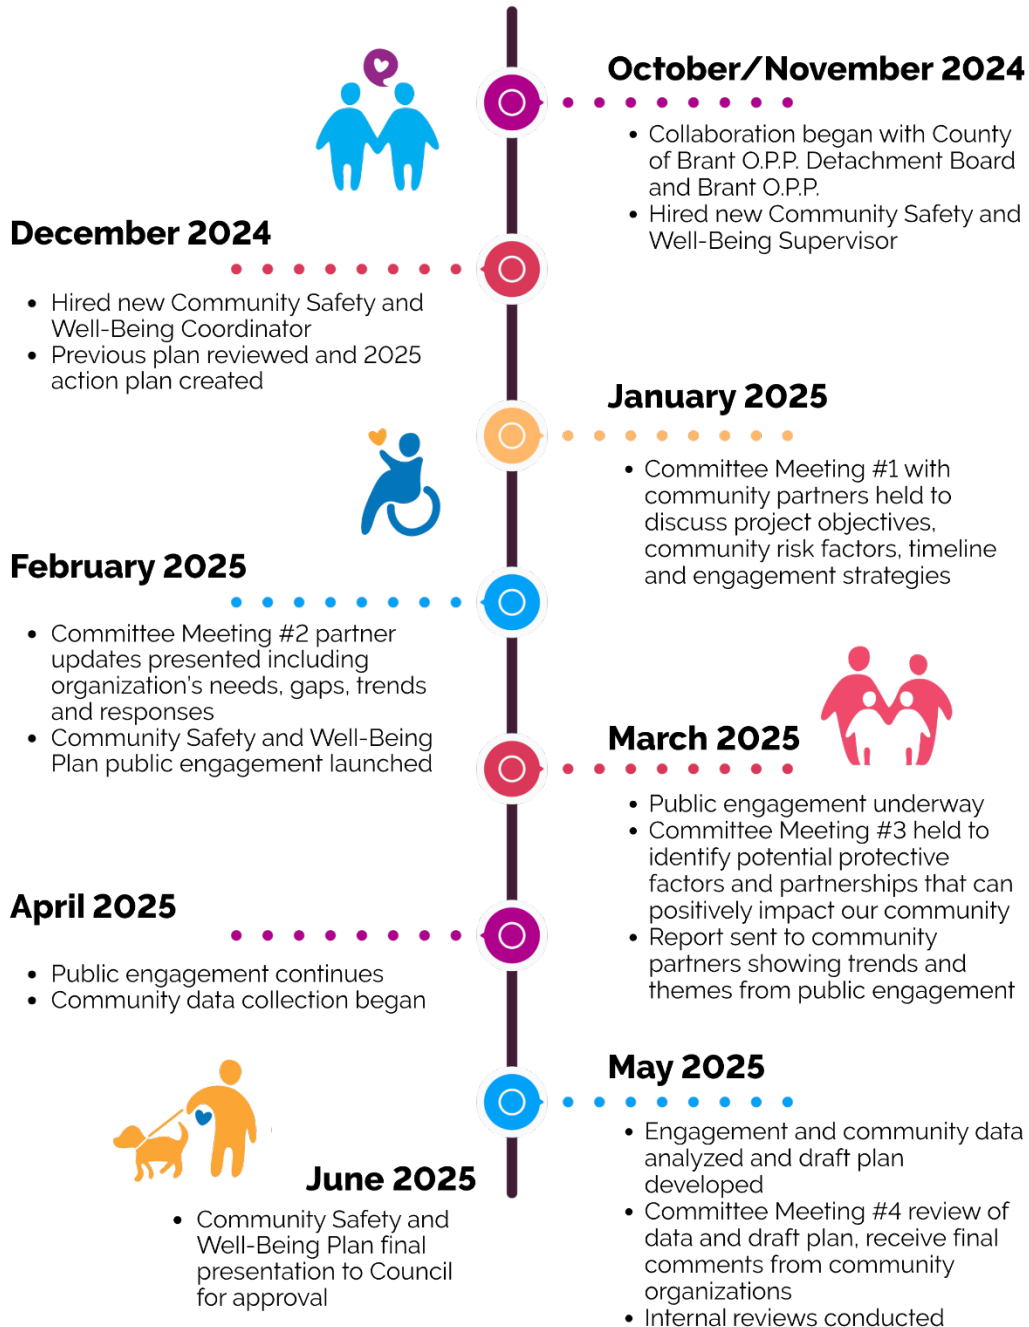 October/November 2024
• Collaboration began with County
of Brant O.P.P. Detachment Board
and Brant O.P.P.
• Hired new Community Safety and
Well-Being Supervisor
December 2024
• Hired new Community Safety and
Well-Being Coordinator
• Previous plan reviewed and 2025
action plan created
January 2025
• Committee Meeting #1 with
community partners held to
discuss project objectives,
community risk factors, timeline
and engagement strategies
February 2025
• Committee Meeting #2 partner
updates presented including
organization's needs, gaps, trends
and responses
• Community Safety and Well-Being
Plan public engagement launched
March 2025
• Public engagement underway
• Committee Meeting #3 held to
identify potential protective
factors and partnerships that can
positively impact our community
• Report sent to community
partners showing trends and
themes from public engagement
April 2025
• Public engagement continues
• Community data collection began
May 2025
• Engagement and community data
analyzed and draft plan
developed
• Committee Meeting #4 review of
data and draft plan, receive final
comments from community
organizations
• Internal reviews conducted
June 2025
• Community Safety and
Well-Being Plan final
presentation to Council
for approval